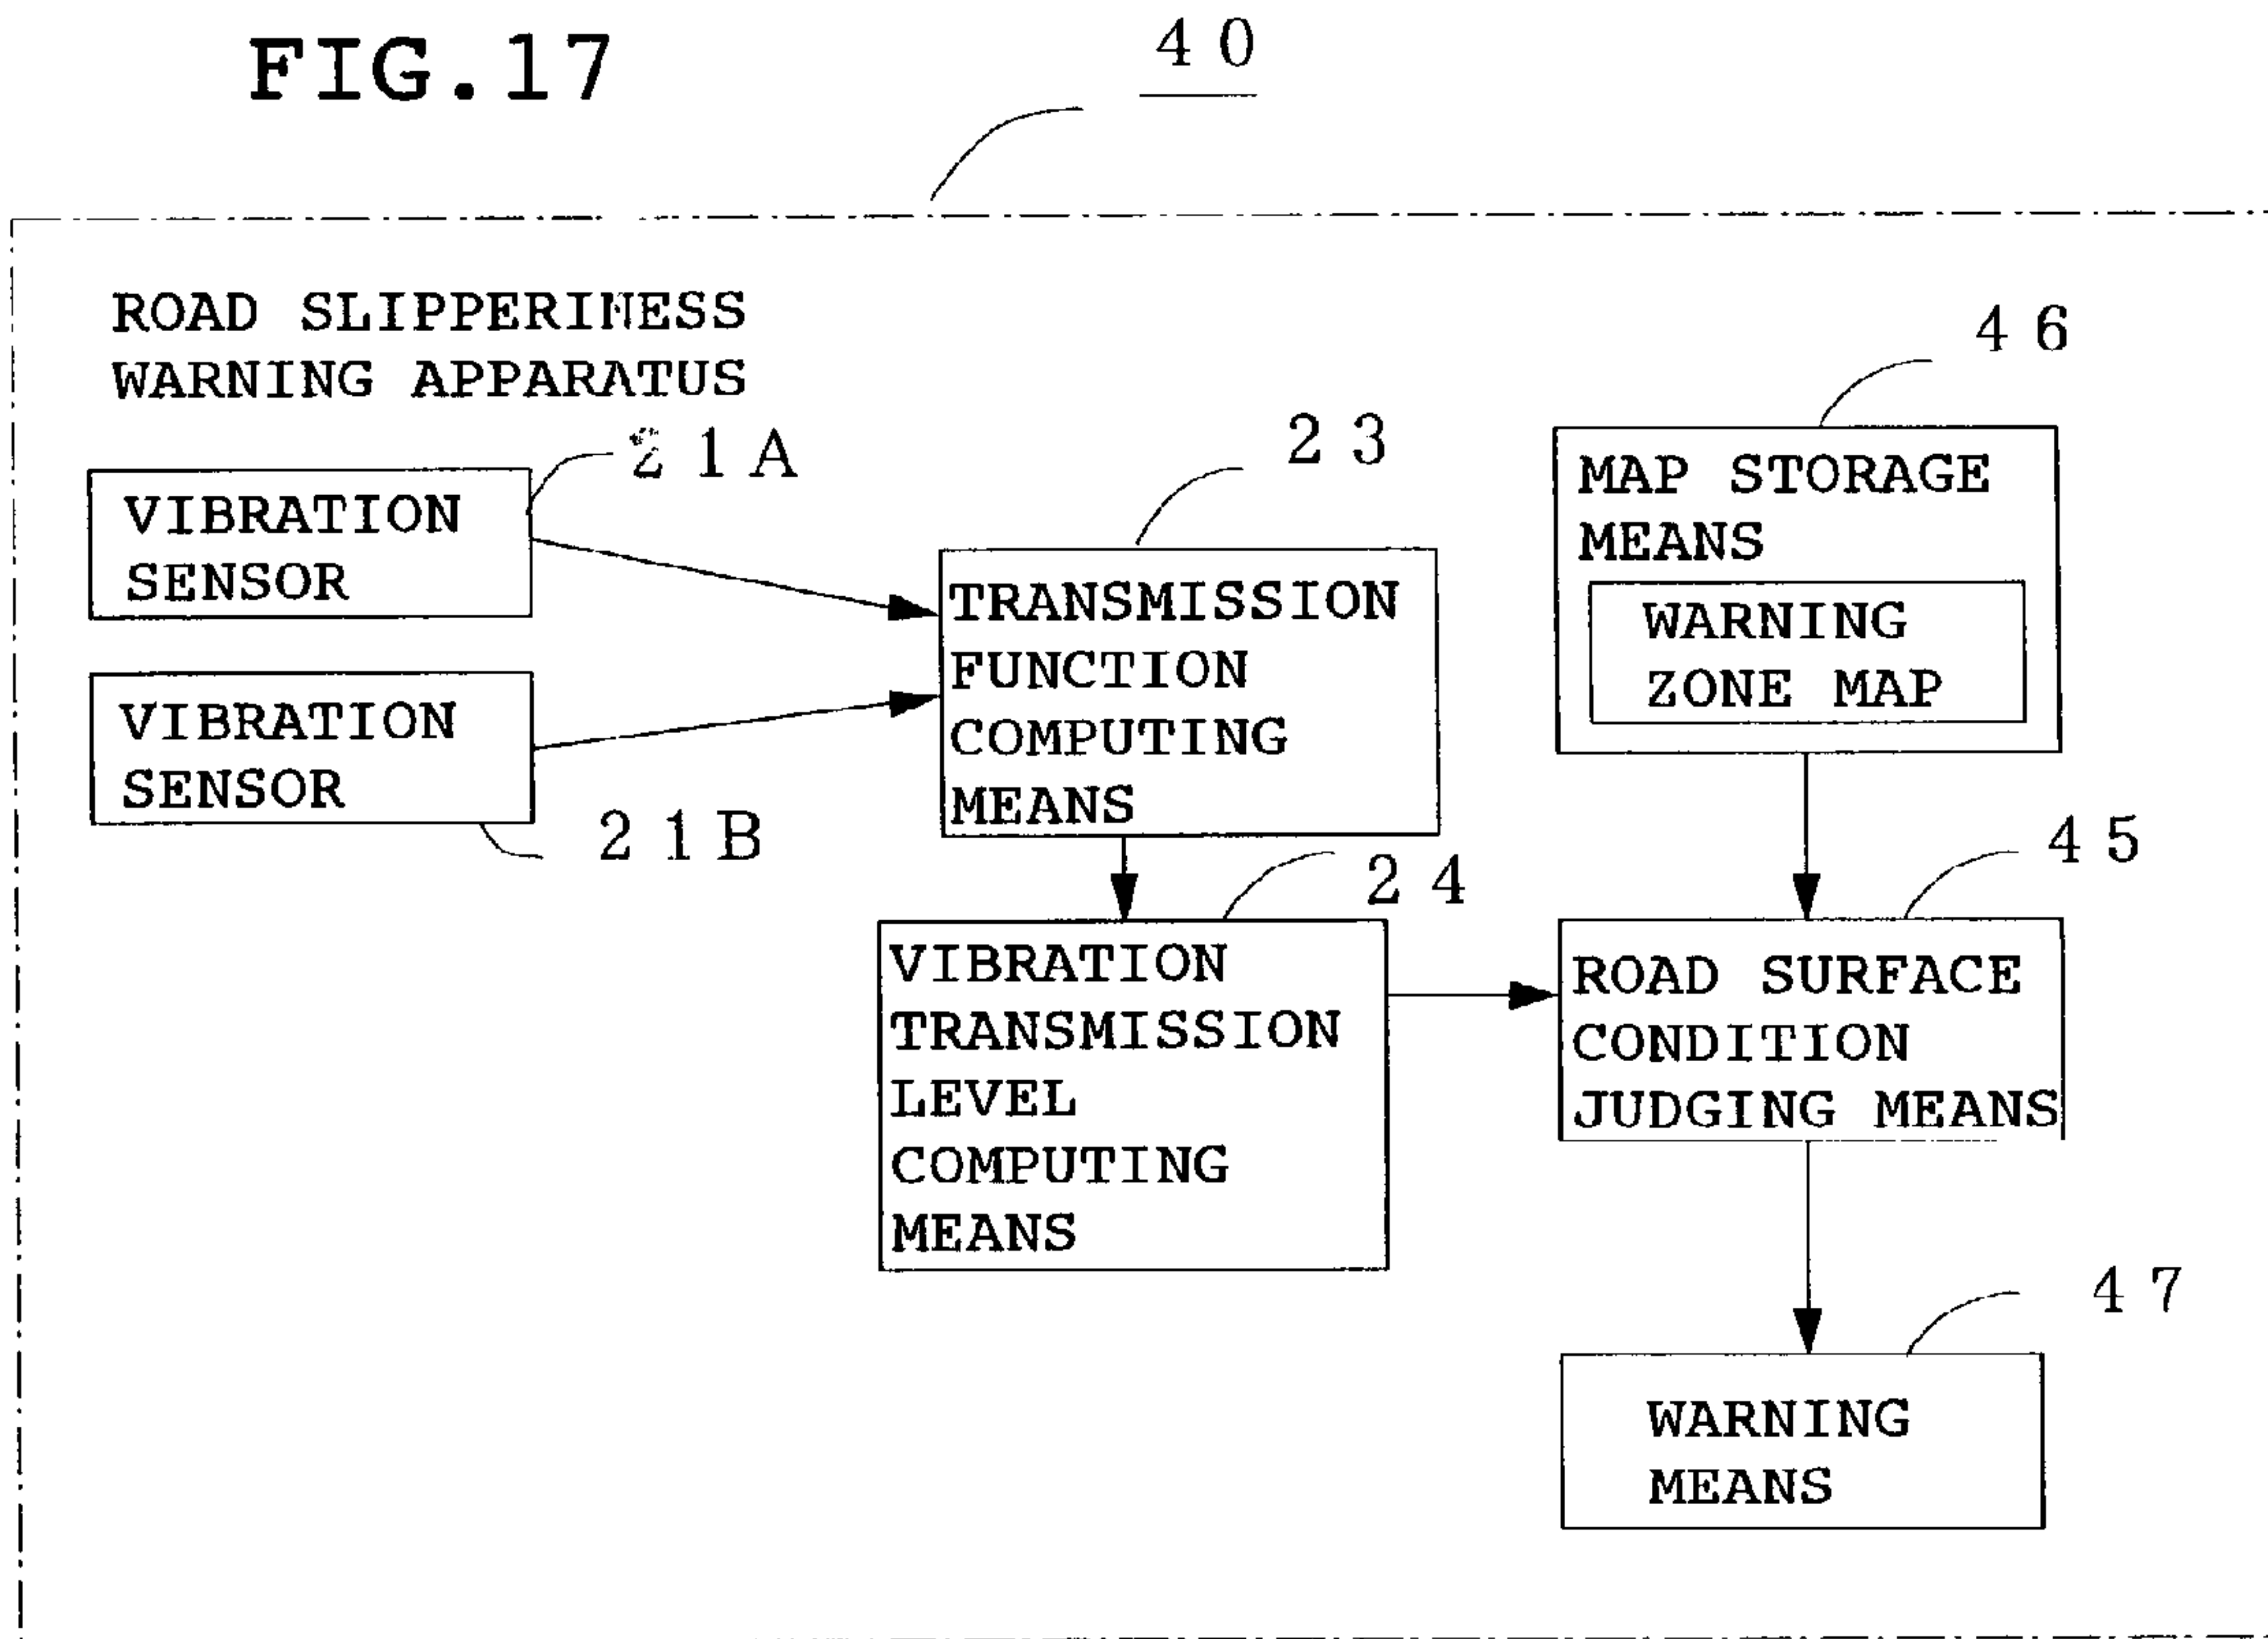 FIG.17
40
ROAD SLIPPERINESS
WARNING APPARATUS
21A
VIBRATION
SENSOR
21B
VIBRATION
SENSOR
23
TRANSMISSION
FUNCTION
COMPUTING
MEANS
24
VIBRATION
TRANSMISSION
LEVEL
COMPUTING
MEANS
46
MAP STORAGE
MEANS
WARNING
ZONE MAP
45
ROAD SURFACE
CONDITION
JUDGING MEANS
47
WARNING
MEANS